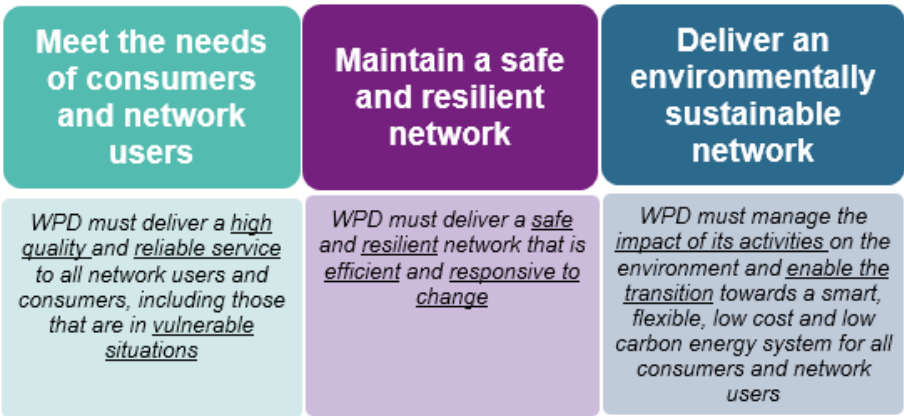 Meet the needs
of consumers
and network
users
WPD must deliver a high
quality and reliable service
to all network users and
consumers, including those
that are in vulnerable
situations
Maintain a safe
and resilient
network
WPD must deliver a safe
and resilient network that is
efficient and responsive to
change
Deliver an
environmentally
sustainable
network
WPD must manage the
impact of its activities on the
environment and enable the
transition towards a smart,
flexible, low cost and low
carbon energy system for all
consumers and network
users